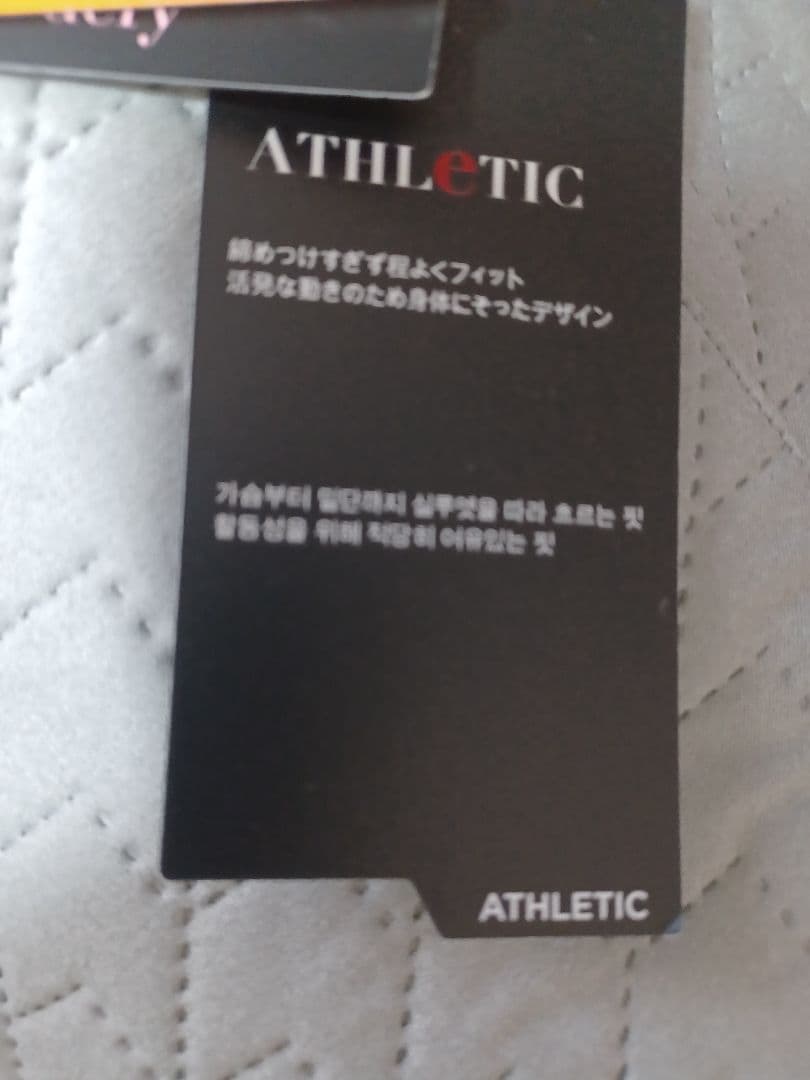 ATHLeTIC
締めつけすぎず程よくフィット
活発な動きのため身体にそったデザイン
가슴부터 밑단까지 실루엣을 따라 흐르는 핏
활동성을 위해 적당히 여유있는 핏
ATHLETIC